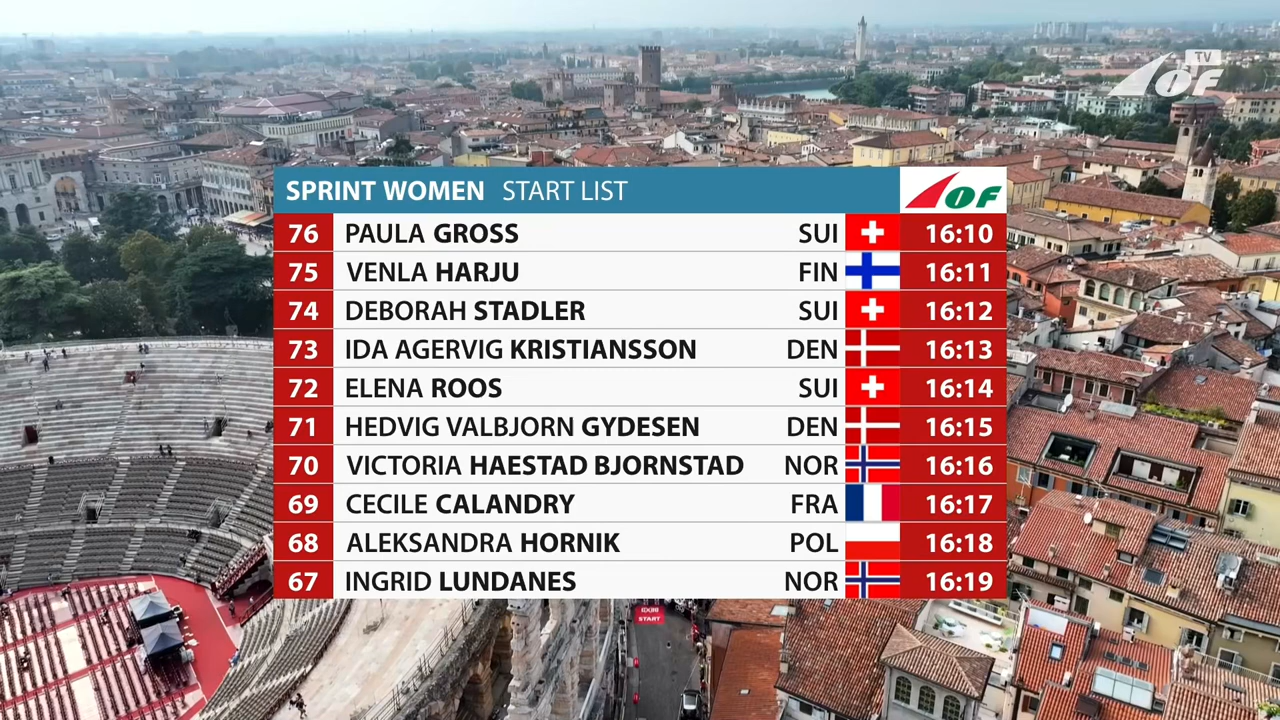 TV
IOF
SPRINT WOMEN START LIST
IOF
76 PAULA GROSS SUI 16:10
75 VENLA HARJU FIN 16:11
74 DEBORAH STADLER SUI 16:12
73 IDA AGERVIG KRISTIANSSON DEN 16:13
72 ELENA ROOS SUI 16:14
71 HEDVIG VALBJORN GYDESEN DEN 16:15
70 VICTORIA HAESTAD BJORNSTAD NOR 16:16
69 CECILE CALANDRY FRA 16:17
68 ALEKSANDRA HORNIK POL 16:18
67 INGRID LUNDANES NOR 16:19
START